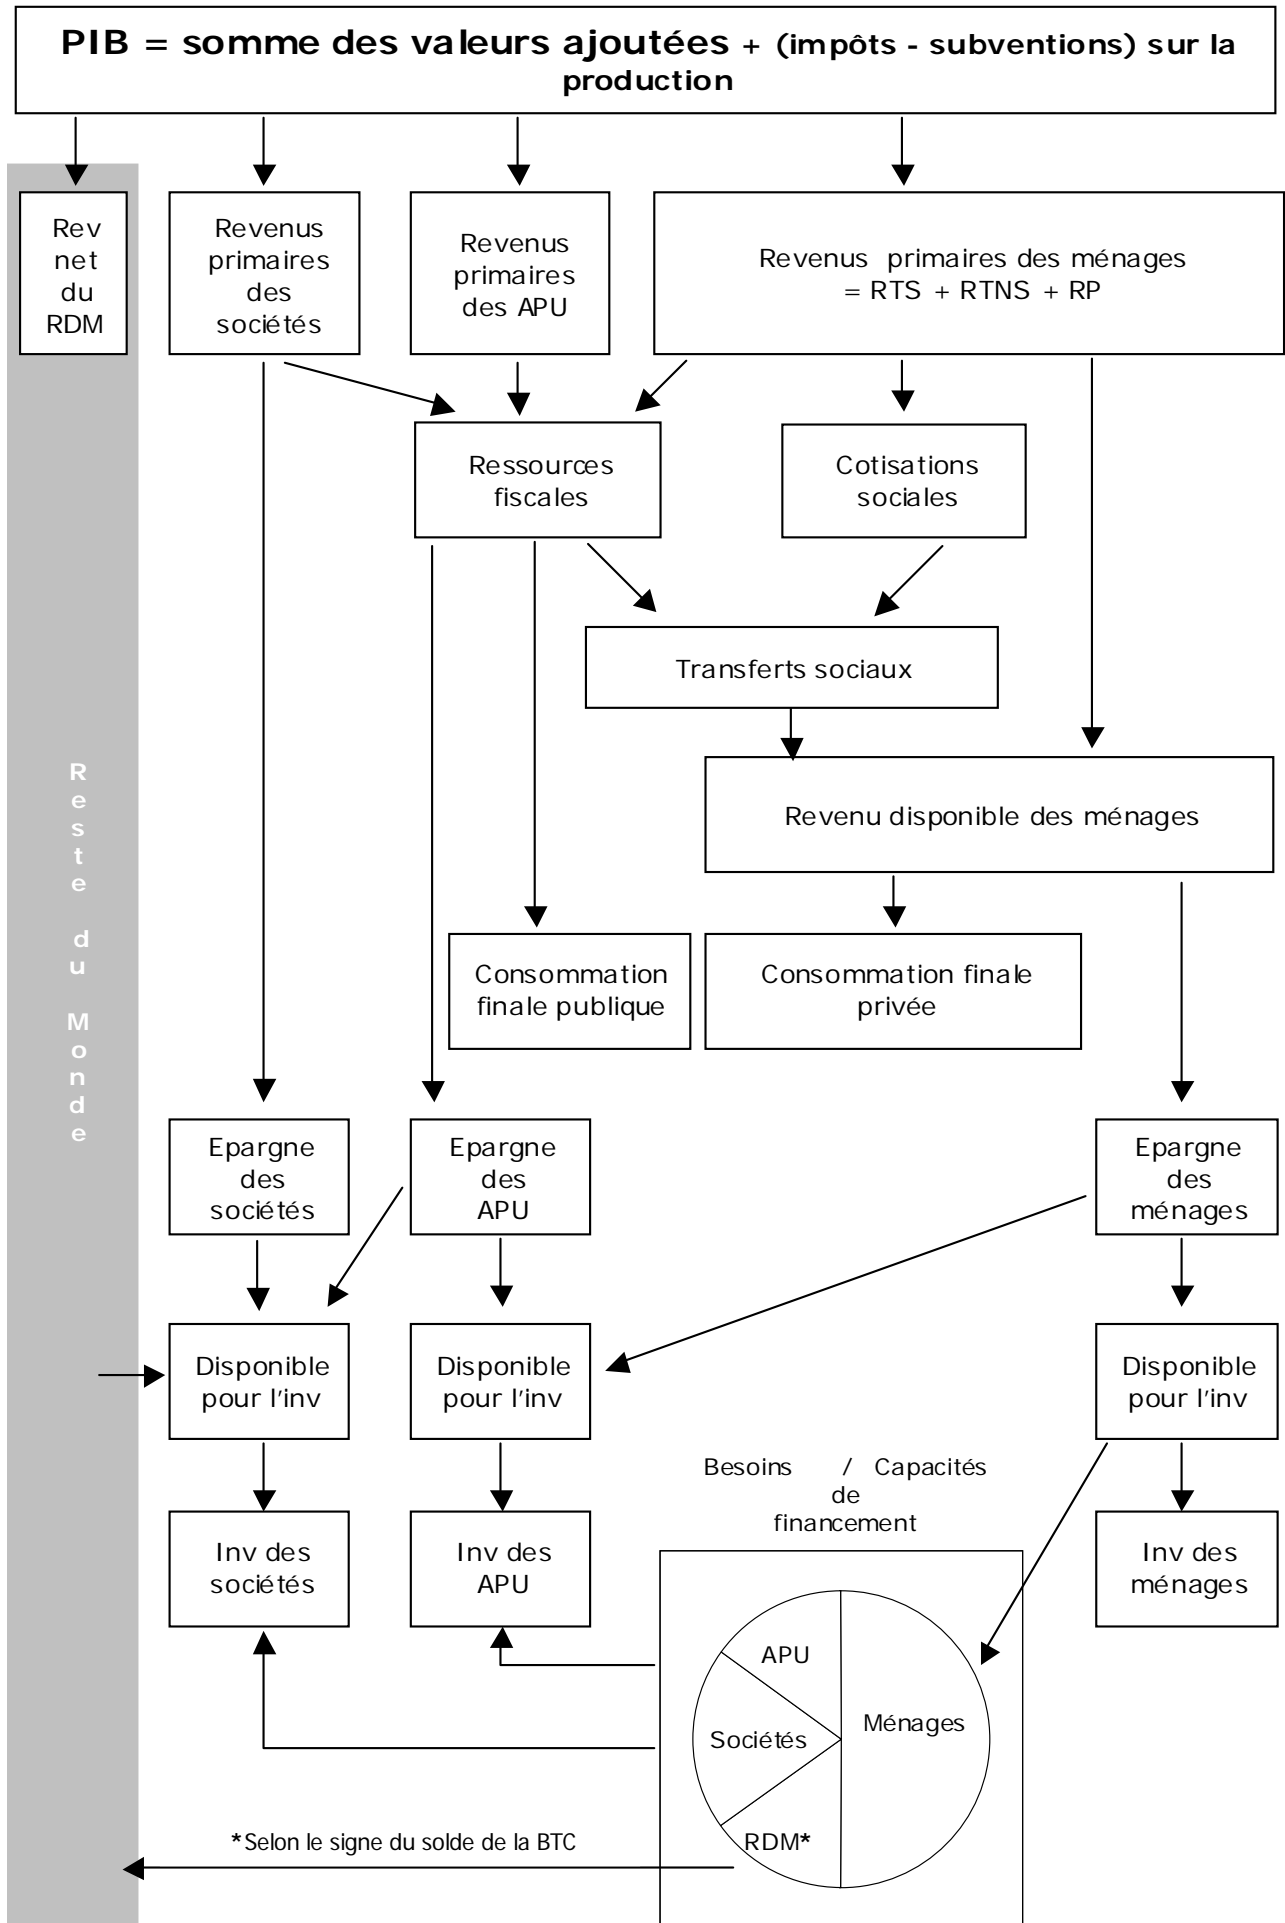 PIB = somme des valeurs ajoutées + (impôts - subventions) sur la
production
Rev
net
du
RDM
Revenus
primaires
des
sociétés
Revenus
primaires
des APU
Revenus primaires des ménages
= RTS + RTNS + RP
Ressources
fiscales
Cotisations
sociales
Transferts sociaux
Revenu disponible des ménages
Reste du Monde
Consommation
finale publique
Consommation finale
privée
Epargne
des
sociétés
Epargne
des
APU
Epargne
des
ménages
Disponible
pour l'inv
Disponible
pour l'inv
Disponible
pour l'inv
Besoins / Capacités
de
financement
Inv des
sociétés
Inv des
APU
Inv des
ménages
APU
Ménages
Sociétés
RDM*
*Selon le signe du solde de la BTC